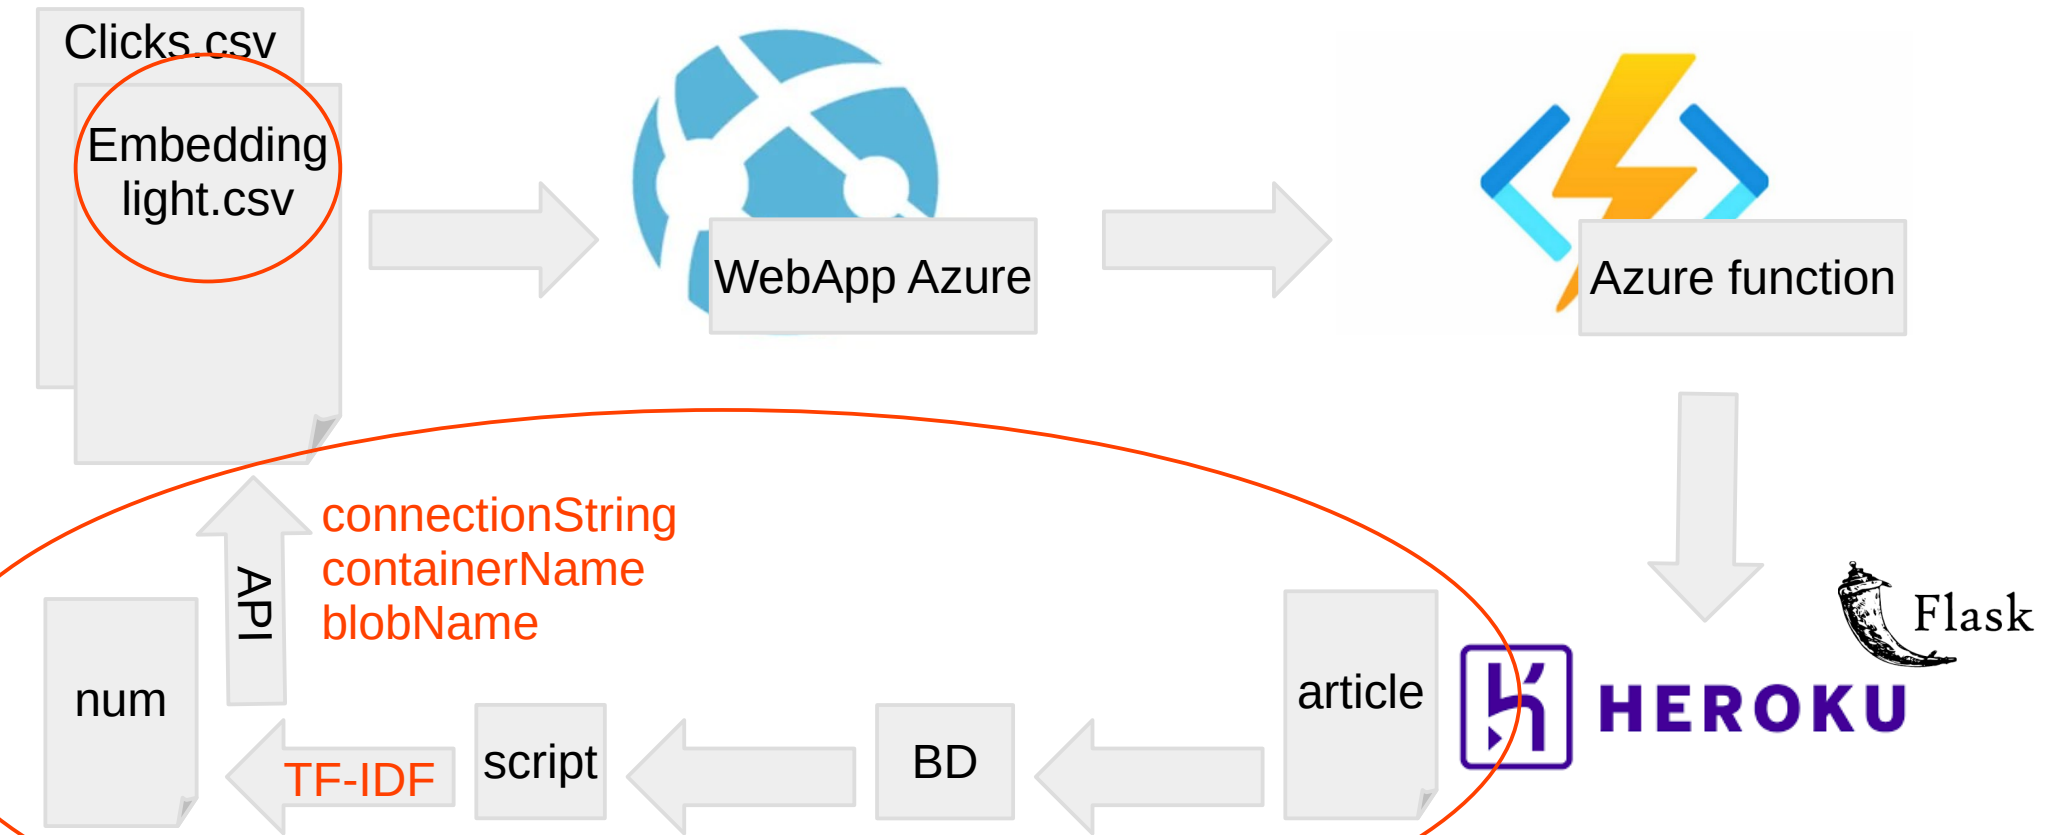 Clicks.csv
Embedding
light.csv
WebApp Azure
Azure function
connectionString
containerName
blobName
API
Flask
HEROKU
num
TF-IDF
script
BD
article